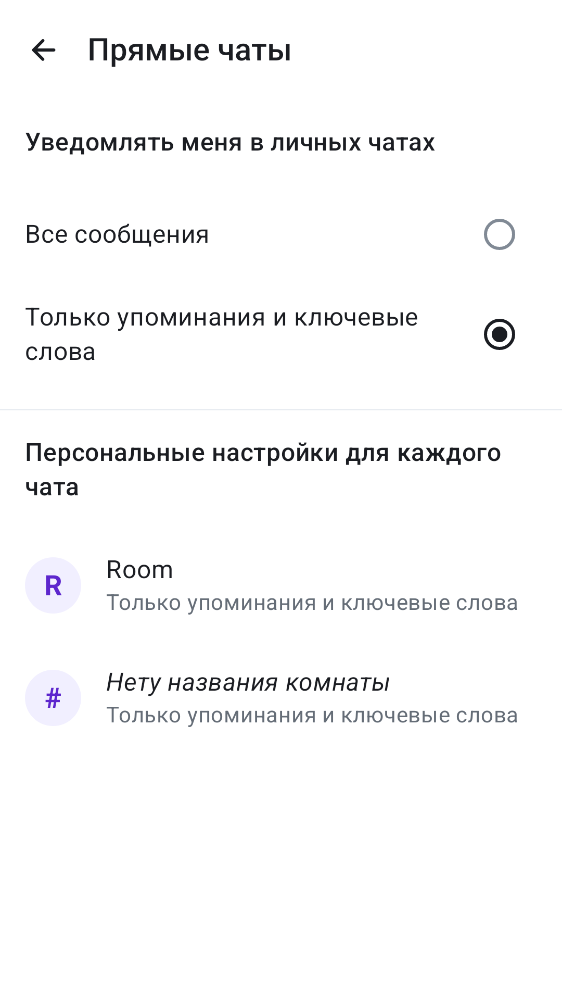 Прямые чаты
Уведомлять меня в личных чатах
Все сообщения
Только упоминания и ключевые
слова
Персональные настройки для каждого
чата
R
Room
Только упоминания и ключевые слова
#
Нету названия комнаты
Только упоминания и ключевые слова